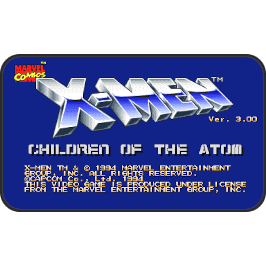 MARVEL
COMICS
TM
X-MEN TM
Ver. 3.00
CHILDREN OF THE ATOM
X-MEN TM & © 1994 MARVEL ENTERTAINMENT
GROUP, INC. ALL RIGHTS RESERVED.
©CAPCOM Co., Ltd. 1994
THIS VIDEO GAME IS PRODUCED UNDER LICENSE
FROM THE MARVEL ENTERTAINMENT GROUP, INC.